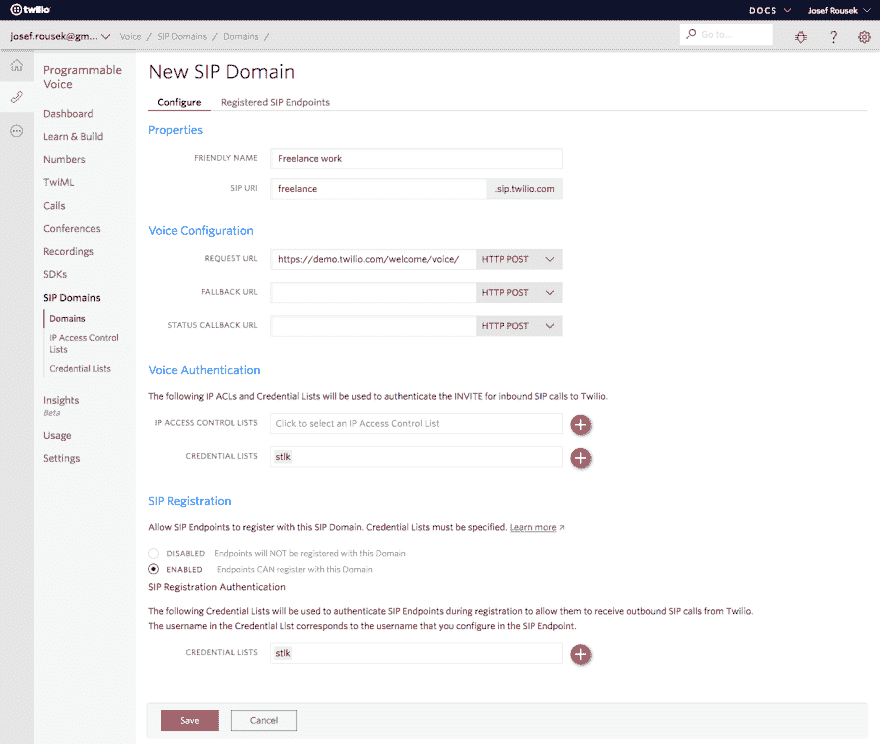 twilio
DOCS
Josef Rousek
josef.rousek@gm...
Voice / SIP Domains / Domains /
Go to...
Programmable
Voice
Dashboard
Learn & Build
Numbers
TwiML
Calls
Conferences
Recordings
SDKs
SIP Domains
Domains
IP Access Control
Lists
Credential Lists
Insights
Beta
Usage
Settings
New SIP Domain
Configure Registered SIP Endpoints
Properties
FRIENDLY NAME Freelance work
SIP URI freelance .sip.twilio.com
Voice Configuration
REQUEST URL https://demo.twilio.com/welcome/voice/ HTTP POST
FALLBACK URL HTTP POST
STATUS CALLBACK URL HTTP POST
Voice Authentication
The following IP ACLs and Credential Lists will be used to authenticate the INVITE for inbound SIP calls to Twilio.
IP ACCESS CONTROL LISTS Click to select an IP Access Control List
CREDENTIAL LISTS stlk
SIP Registration
Allow SIP Endpoints to register with this SIP Domain. Credential Lists must be specified. Learn more
DISABLED Endpoints will NOT be registered with this Domain
ENABLED Endpoints CAN register with this Domain
SIP Registration Authentication
The following Credential Lists will be used to authenticate SIP Endpoints during registration to allow them to receive outbound SIP calls from Twilio.
The username in the Credential List corresponds to the username that you configure in the SIP Endpoint.
CREDENTIAL LISTS stlk
Save Cancel